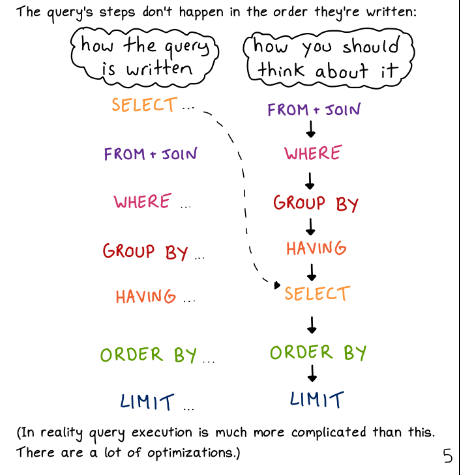 The query's steps don't happen in the order they're written:
how the query
is written
how you should
think about it
SELECT ...
FROM + JOIN
WHERE ...
GROUP BY ...
HAVING ...
ORDER BY ...
LIMIT ...
FROM + JOIN
WHERE
GROUP BY
HAVING
SELECT
ORDER BY
LIMIT
(In reality query execution is much more complicated than this.
There are a lot of optimizations.)
5